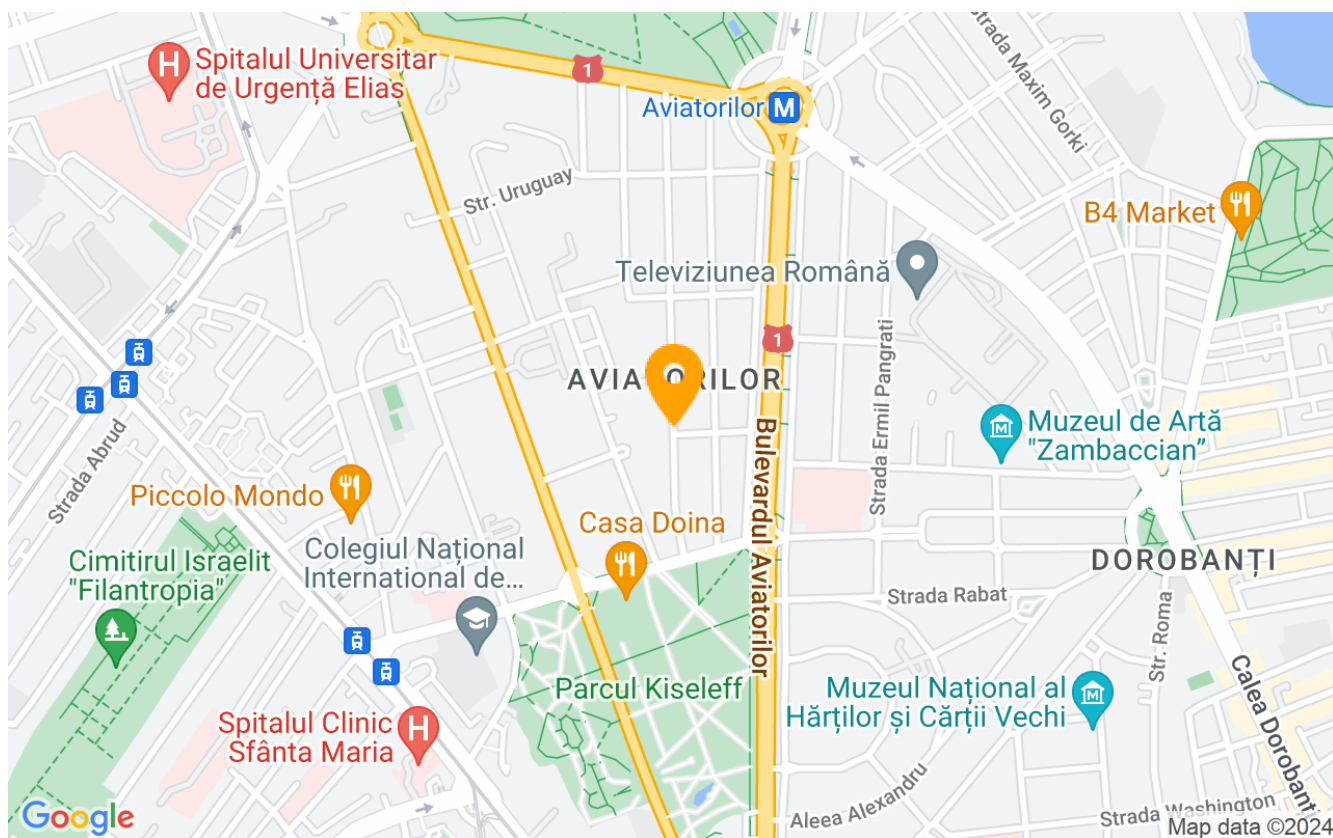 Spitalul Universitar
de Urgență Elias
1
Aviatorilor M
Strada Maxim Gorki
Str. Uruguay
B4 Market
Televiziunea Română
1
AVIATORILOR
Strada Ermil Pangrati
Muzeul de Artă
"Zambaccian"
Strada Abrud
Piccolo Mondo
Bulevardul Aviatorilor
Casa Doina
Colegiul Național
International de...
Cimitirul Israelit
"Filantropia"
DOROBANȚI
Strada Rabat
Str. Roma
Parcul Kiseleff
Muzeul Național al
Hărților și Cărții Vechi
Spitalul Clinic
Sfânta Maria
Calea Dorobanț
Aleea Alexandru
Strada Washington
Google
Map data ©2024